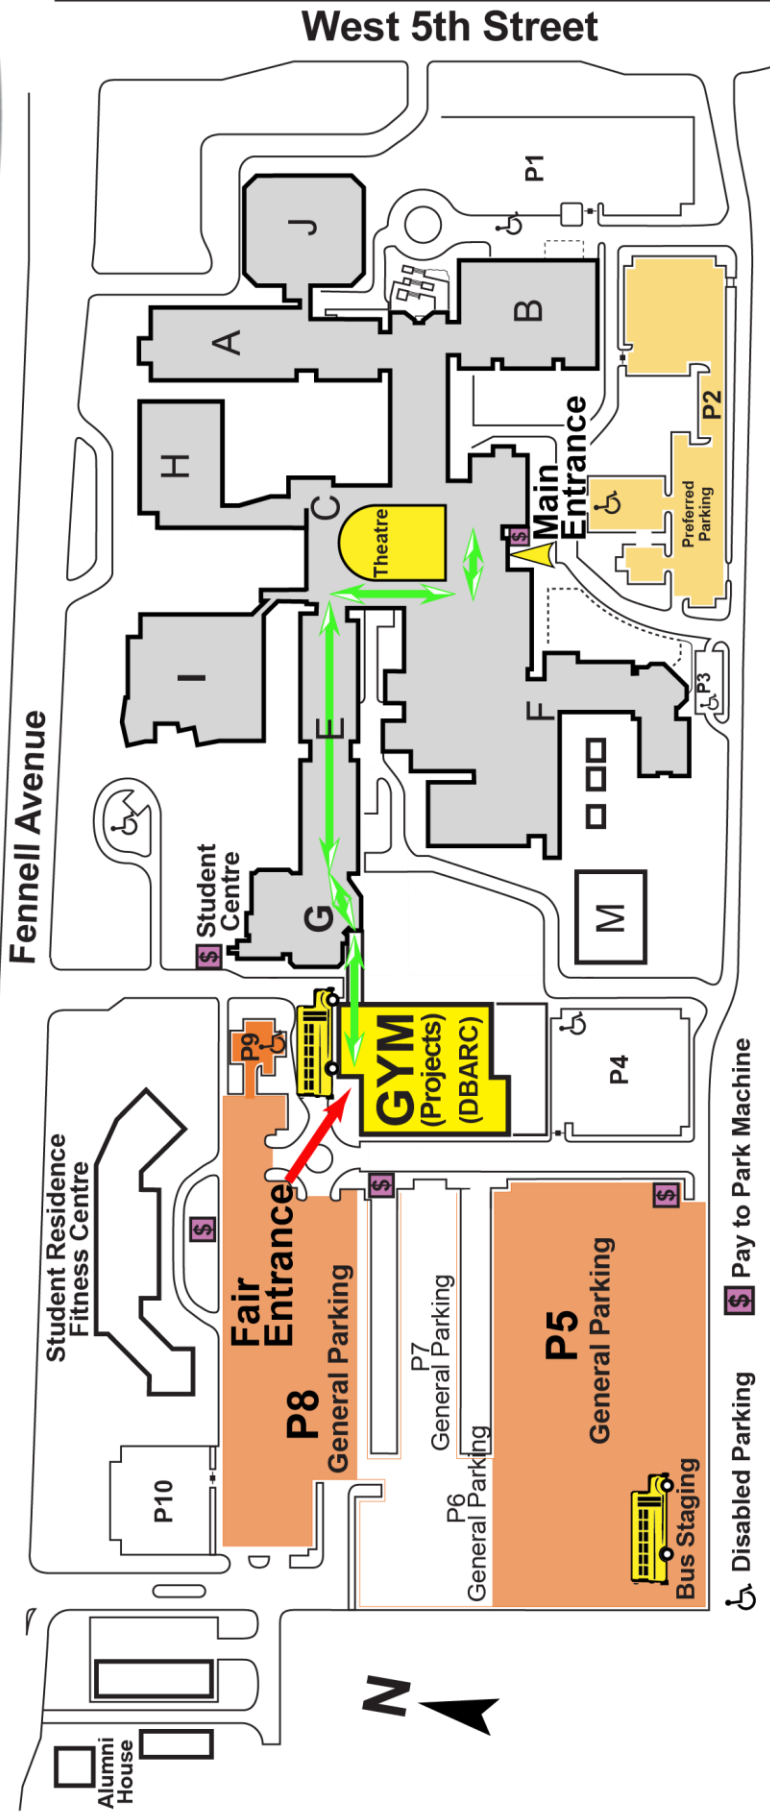 West 5th Street
Fennell Avenue
P1
J
A
B
H
C
Theatre
$
Main
Entrance
P2
Preferred
Parking
I
E
F
P3
G
Student
Centre
$
M
P9
GYM
(Projects)
(DBARC)
P4
Student Residence
Fitness Centre
$
Fair
Entrance
$
$
P8
General Parking
P7
General Parking
P6
General Parking
P5
General Parking
P10
Bus Staging
$ Pay to Park Machine
Disabled Parking
N
Alumni
House